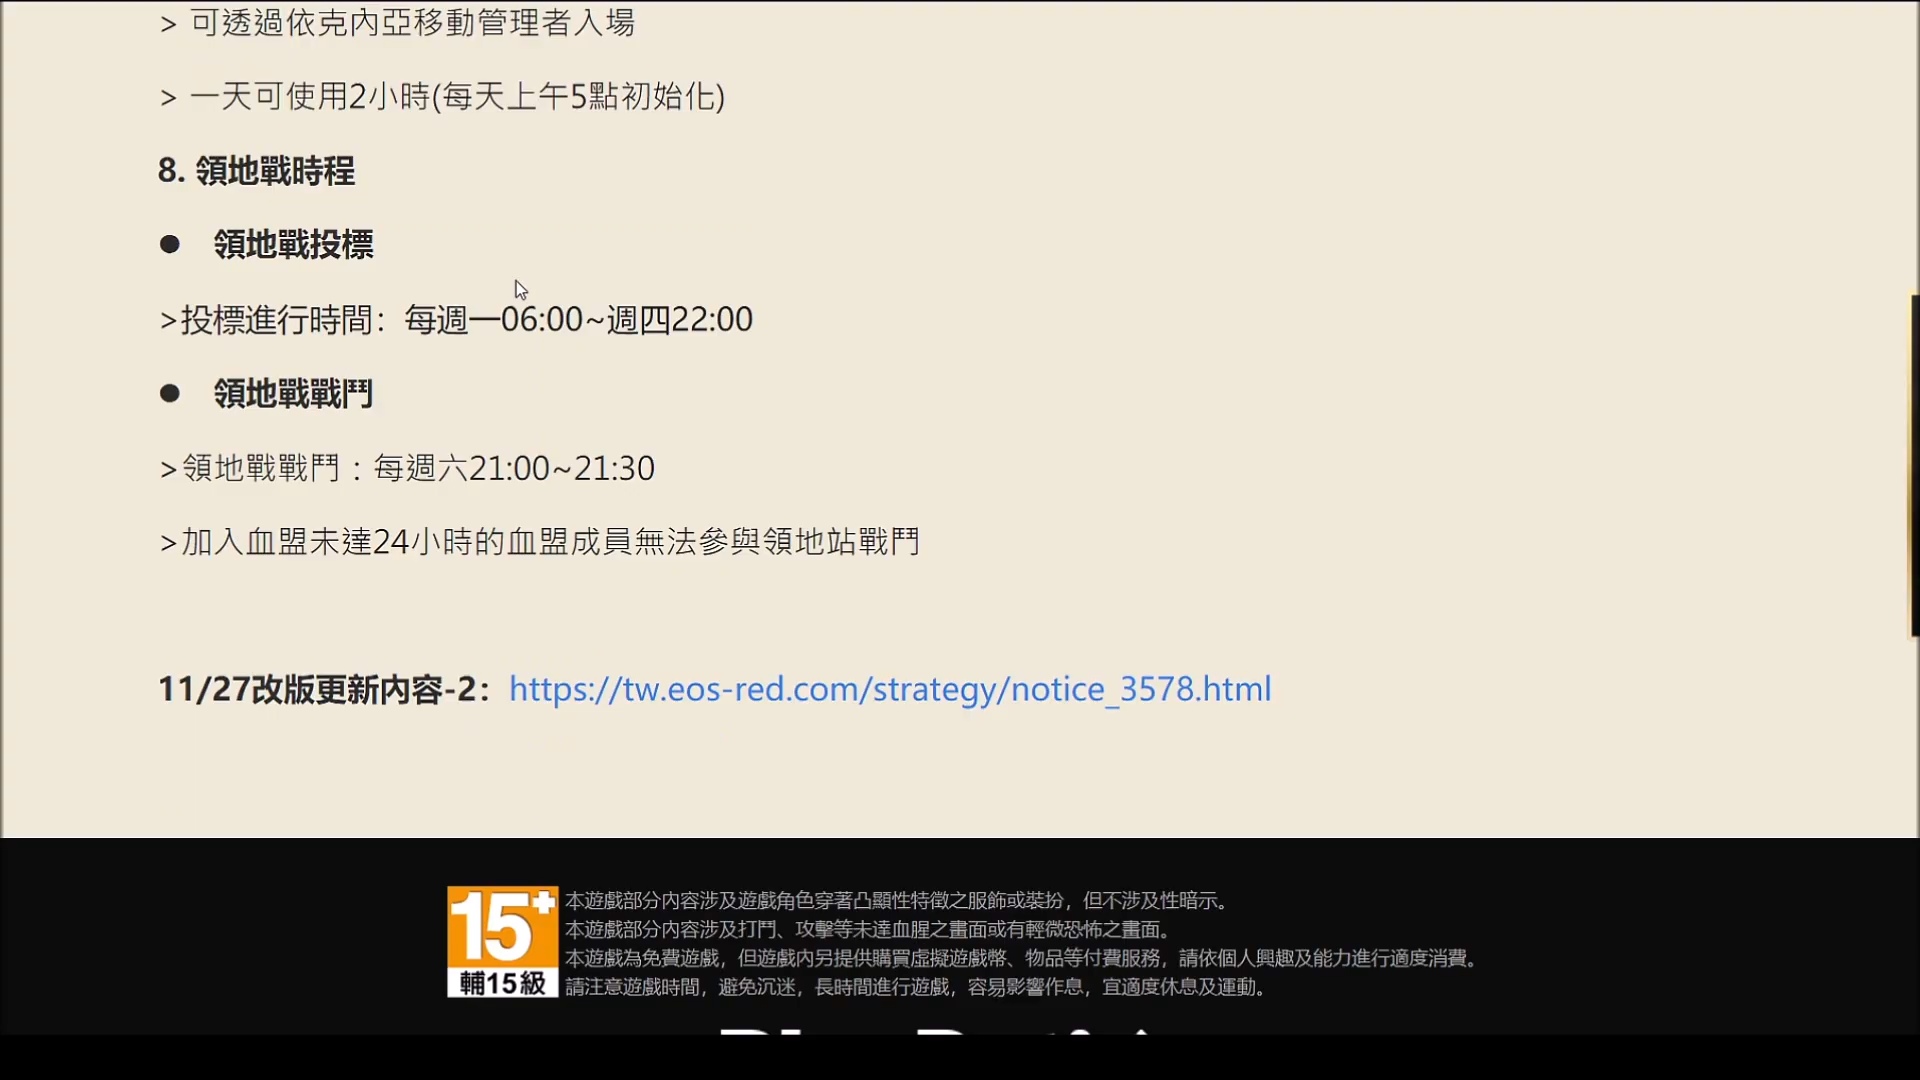 > 可透過依克內亞移動管理者入場
> 一天可使用2小時(每天上午5點初始化)
8. 領地戰時程
● 領地戰投標
>投標進行時間：每週一06:00~週四22:00
● 領地戰戰鬥
>領地戰戰鬥：每週六21:00~21:30
>加入血盟未達24小時的血盟成員無法參與領地站戰鬥
11/27改版更新內容-2：https://tw.eos-red.com/strategy/notice_3578.html
15+
輔15級
本遊戲部分內容涉及遊戲角色穿著凸顯性特徵之服飾或裝扮，但不涉及性暗示。
本遊戲部分內容涉及打鬥、攻擊等未達血腥之畫面或有輕微恐怖之畫面。
本遊戲為免費遊戲，但遊戲內另提供購買虛擬遊戲幣、物品等付費服務，請依個人興趣及能力進行適度消費。
請注意遊戲時間，避免沉迷，長時間進行遊戲，容易影響作息，宜適度休息及運動。